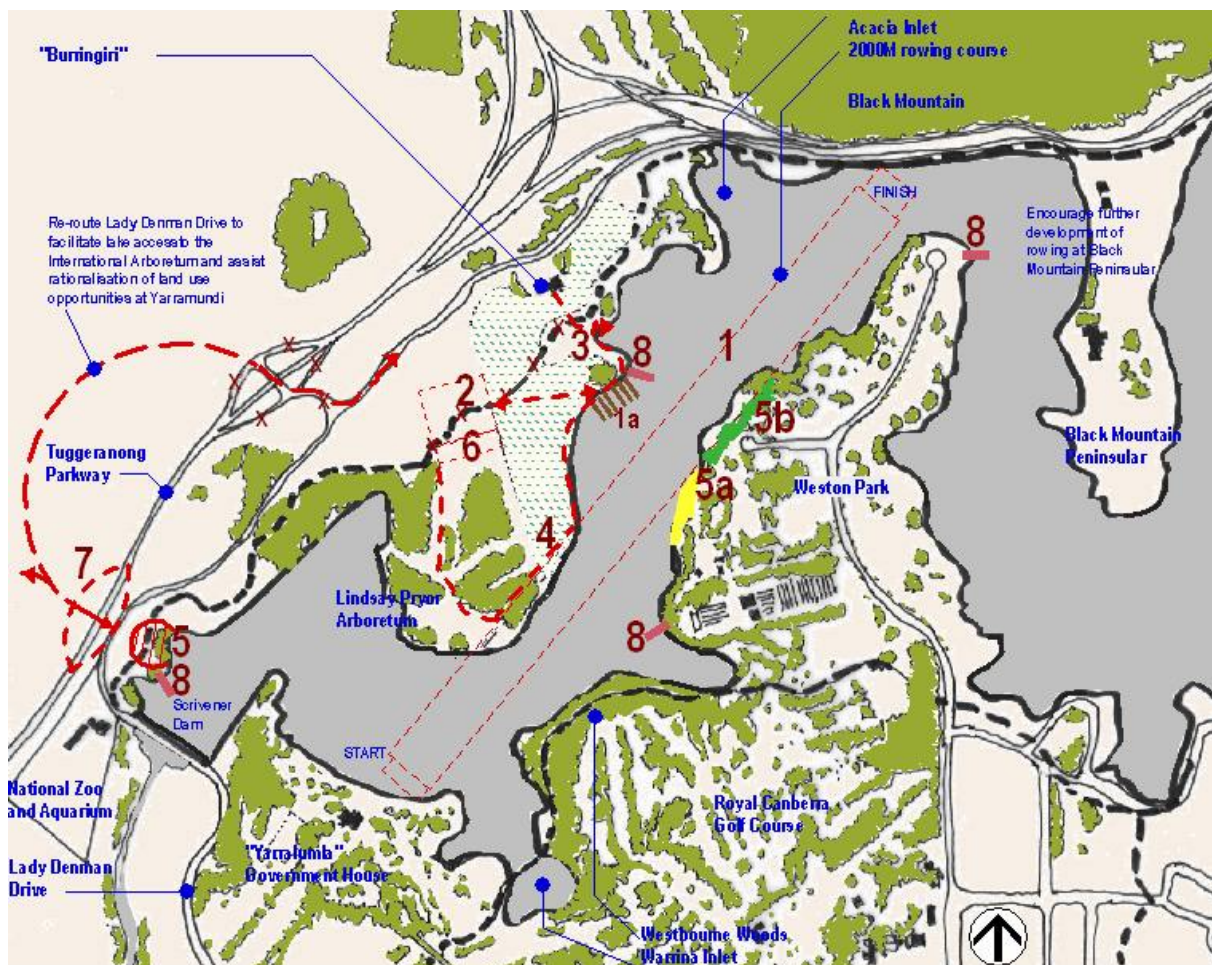 "Burringiri"
Acacia Inlet
2000M rowing course
Black Mountain
FINISH
Re-route Lady Denman Drive to
facilitate lake access to the
International Arboretum and assist
rationalisation of land use
opportunities at Yarramundi
Encourage further
development of
rowing at Black
Mountain Peninsular
8
3
8
1
2
1a
5b
6
Tuggeranong
Parkway
5a
Weston Park
Black Mountain
Peninsular
4
7
Lindsay Pryor
Arboretum
5
8
8
Scrivener
Dam
START
National Zoo
and Aquarium
Royal Canberra
Golf Course
"Yarralumla"
Government House
Lady Denman
Drive
Westbourne Woods
Warrina Inlet